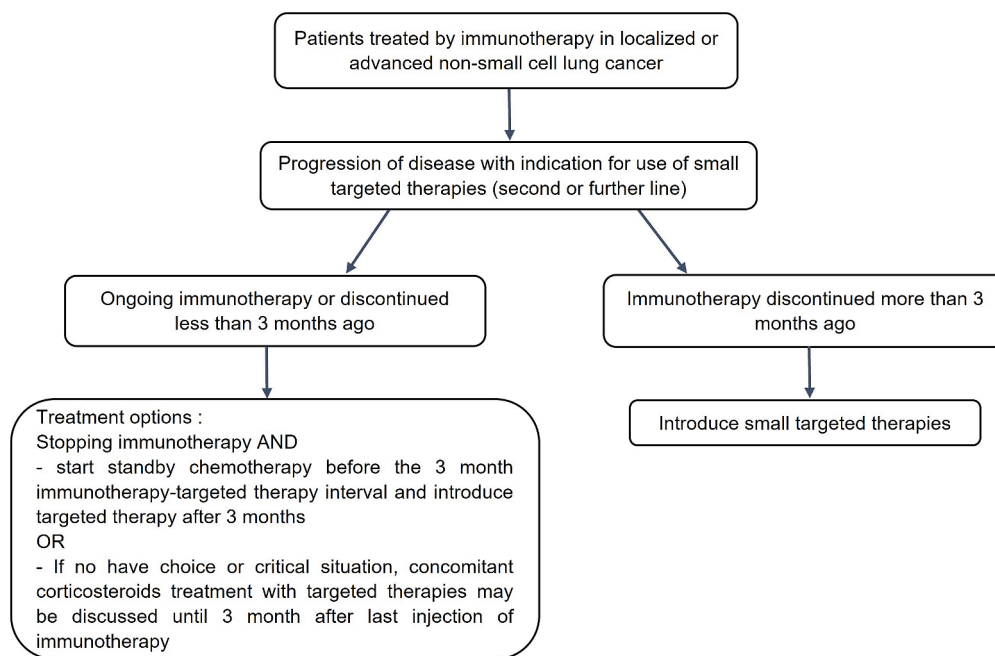 Patients treated by immunotherapy in localized or
advanced non-small cell lung cancer
Progression of disease with indication for use of small
targeted therapies (second or further line)
Ongoing immunotherapy or discontinued
less than 3 months ago
Immunotherapy discontinued more than 3
months ago
Treatment options :
Stopping immunotherapy AND
- start standby chemotherapy before the 3 month
immunotherapy-targeted therapy interval and introduce
targeted therapy after 3 months
OR
- If no have choice or critical situation, concomitant
corticosteroids treatment with targeted therapies may
be discussed until 3 month after last injection of
immunotherapy
Introduce small targeted therapies